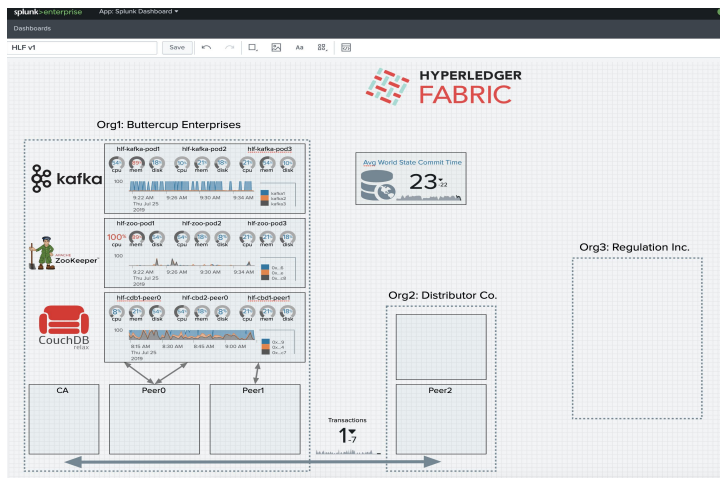 splunk>enterprise App: Splunk Dashboard
Dashboards
HLF v1 Save Aa
HYPERLEDGER
FABRIC
Org1: Buttercup Enterprises
kafka
hlf-kafka-pod1 hlf-kafka-pod2 hlf-kafka-pod3
cpu mem disk cpu mem disk cpu mem disk
100
9:22 AM 9:26 AM 9:30 AM 9:34 AM
Thu Jul 25
2019
kafka1
kafka2
kafka3
Avg World State Commit Time
23
-22
APACHE
ZooKeeper
hlf-zoo-pod1 hlf-zoo-pod2 hlf-zoo-pod3
100%
cpu mem disk cpu mem disk cpu mem disk
100
9:22 AM 9:26 AM 9:30 AM 9:34 AM
Thu Jul 25
2019
Org3: Regulation Inc.
CouchDB
relax
hlf-cdb1-peer0 hlf-cbd2-peer0 hlf-cbd1-peer1
cpu mem disk cpu mem disk cpu mem disk
100
8:15 AM 8:30 AM 8:45 AM 9:00 AM
Thu Jul 25
2019
Org2: Distributor Co.
CA Peer0 Peer1 Peer2
Transactions
1
-7